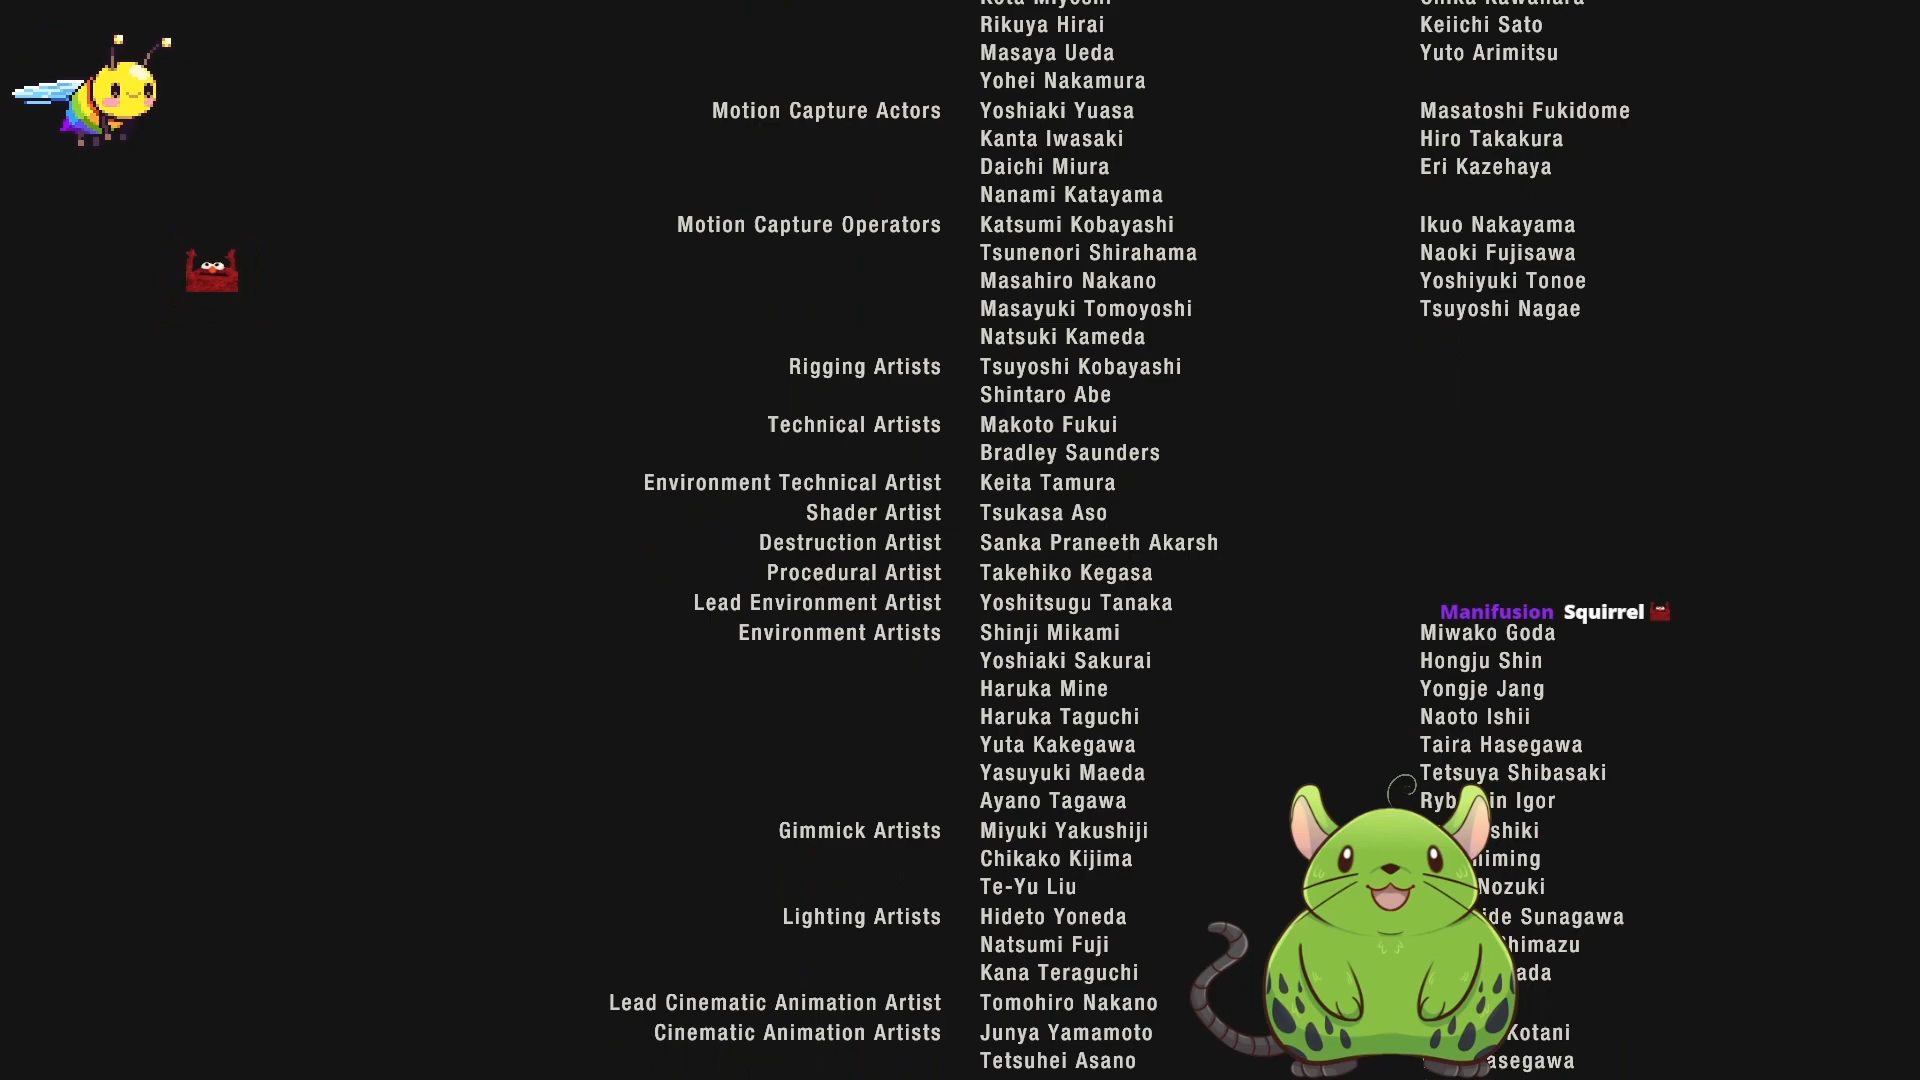 Rikuya Hirai Keiichi Sato
Masaya Ueda Yuto Arimitsu
Yohei Nakamura
Motion Capture Actors Yoshiaki Yuasa Masatoshi Fukidome
Kanta Iwasaki Hiro Takakura
Daichi Miura Eri Kazehaya
Nanami Katayama
Motion Capture Operators Katsumi Kobayashi Ikuo Nakayama
Tsunenori Shirahama Naoki Fujisawa
Masahiro Nakano Yoshiyuki Tonoe
Masayuki Tomoyoshi Tsuyoshi Nagae
Natsuki Kameda
Rigging Artists Tsuyoshi Kobayashi
Shintaro Abe
Technical Artists Makoto Fukui
Bradley Saunders
Environment Technical Artist Keita Tamura
Shader Artist Tsukasa Aso
Destruction Artist Sanka Praneeth Akarsh
Procedural Artist Takehiko Kegasa
Lead Environment Artist Yoshitsugu Tanaka
Manifusion Squirrel
Environment Artists Shinji Mikami Miwako Goda
Yoshiaki Sakurai Hongju Shin
Haruka Mine Yongje Jang
Haruka Taguchi Naoto Ishii
Yuta Kakegawa Taira Hasegawa
Yasuyuki Maeda Tetsuya Shibasaki
Ayano Tagawa Igor
Gimmick Artists Miyuki Yakushiji
Chikako Kijima
Te-Yu Liu Nozuki
Lighting Artists Hideto Yoneda Sunagawa
Natsumi Fuji Shimazu
Kana Teraguchi
Lead Cinematic Animation Artist Tomohiro Nakano
Cinematic Animation Artists Junya Yamamoto Kotani
Tetsuhei Asano